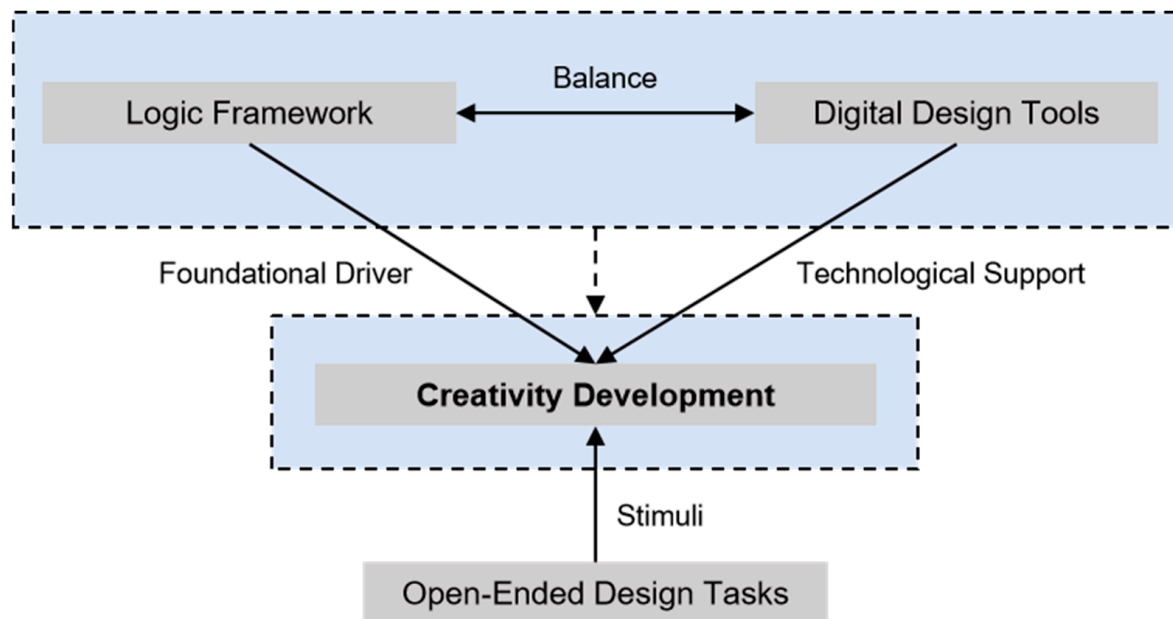 Balance
Logic Framework
Digital Design Tools
Foundational Driver
Technological Support
Creativity Development
Stimuli
Open-Ended Design Tasks